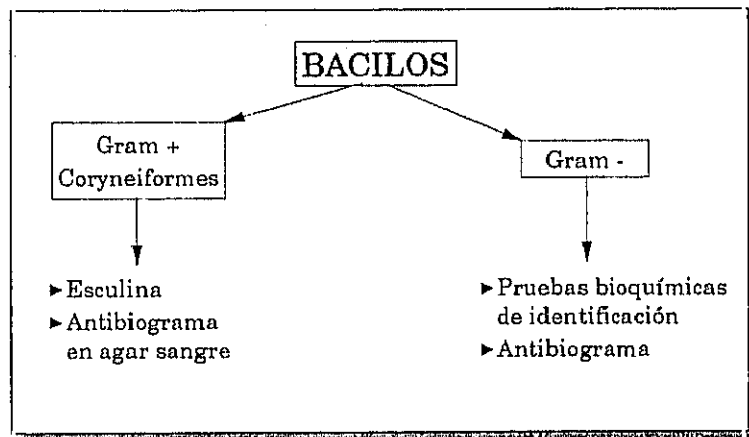 BACILOS
Gram +
Coryneiformes
Gram -
►Esculina
►Antibiograma
en agar sangre
►Pruebas bioquímicas
de identificación
►Antibiograma